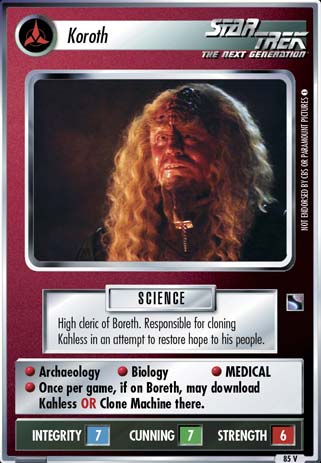 Koroth
STAR TREK
THE NEXT GENERATION
NOT ENDORSED BY CBS OR PARAMOUNT PICTURES
SCIENCE
High cleric of Boreth. Responsible for cloning
Kahless in an attempt to restore hope to his people.
• Archaeology • Biology • MEDICAL
• Once per game, if on Boreth, may download
Kahless OR Clone Machine there.
INTEGRITY 7 CUNNING 7 STRENGTH 6
85 V